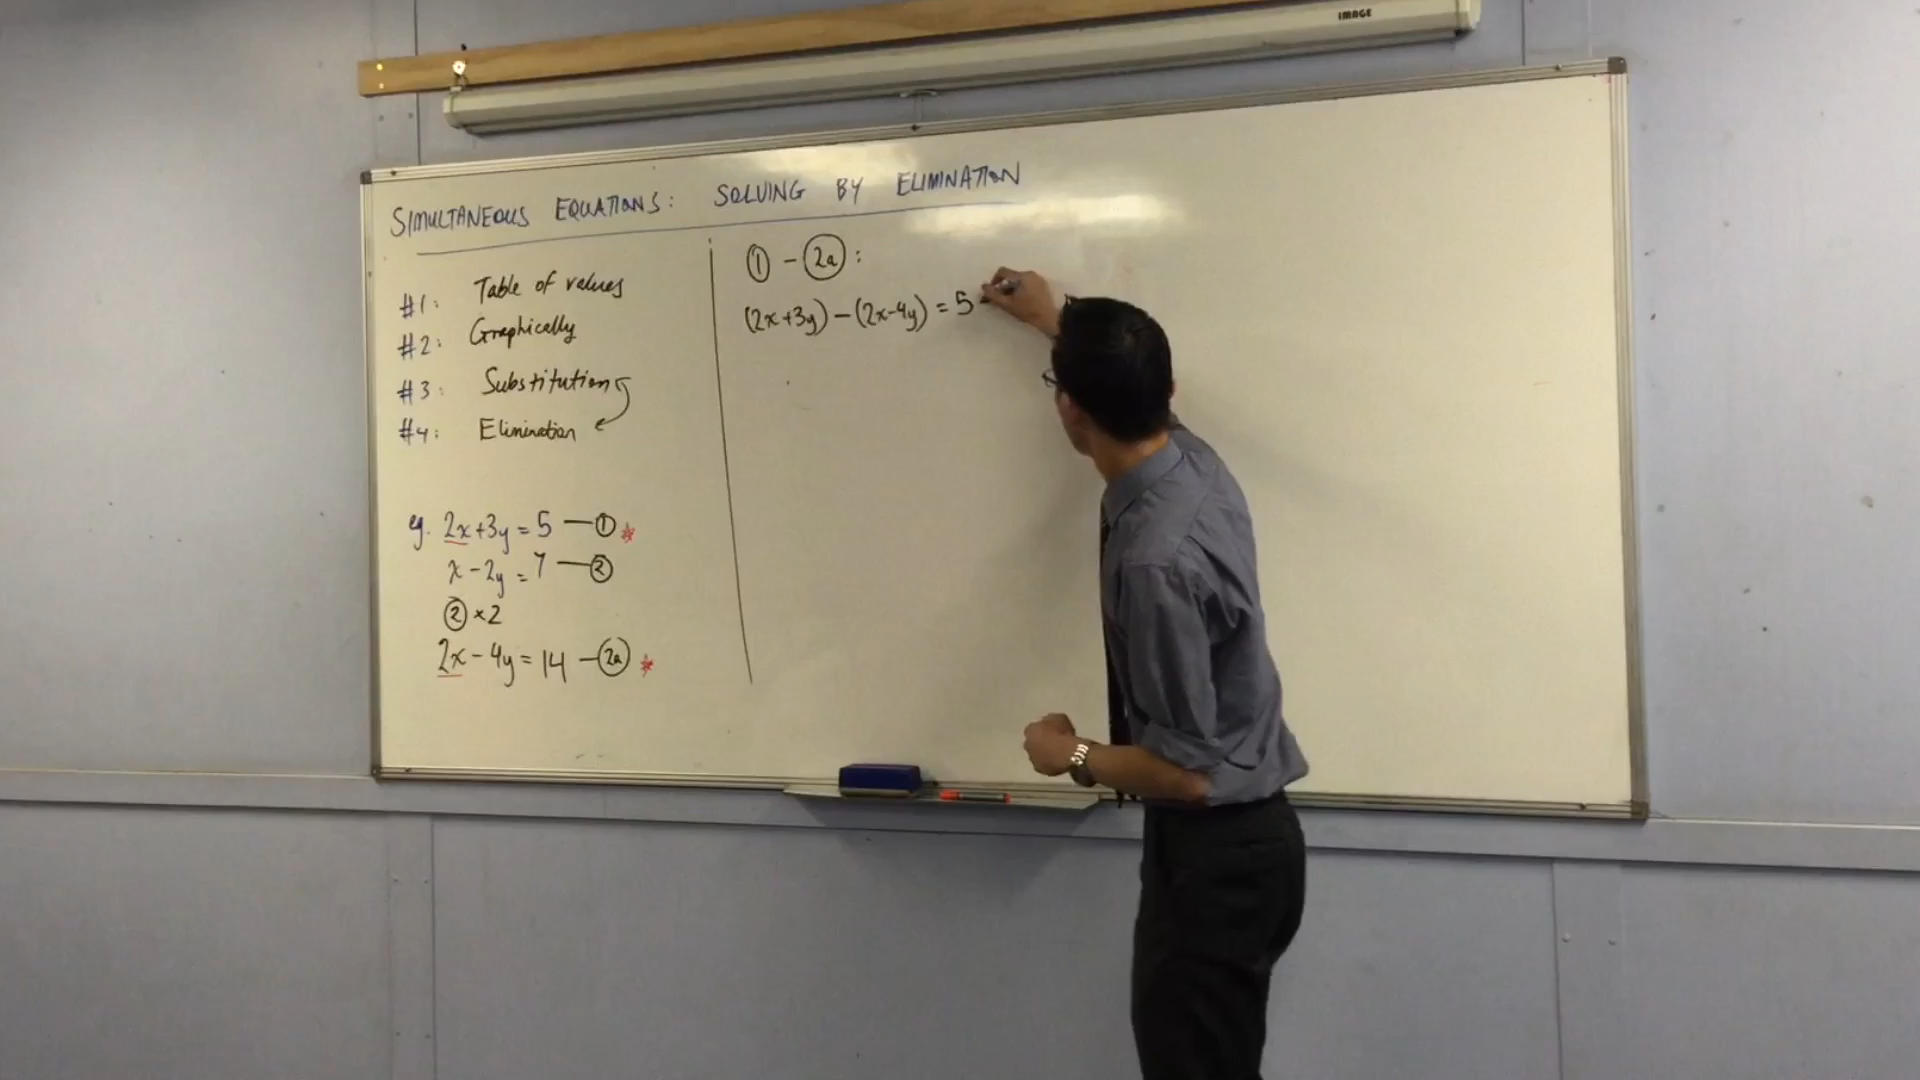 IMAGE
SIMULTANEOUS EQUATIONS: SOLVING BY ELIMINATION
#1: Table of values
#2: Graphically
#3: Substitution
#4: Elimination
eg. 2x+3y=5 —①
x-2y=7 —②
②×2
2x-4y=14 —(2a)
① - (2a):
(2x+3y)-(2x-4y)=5-